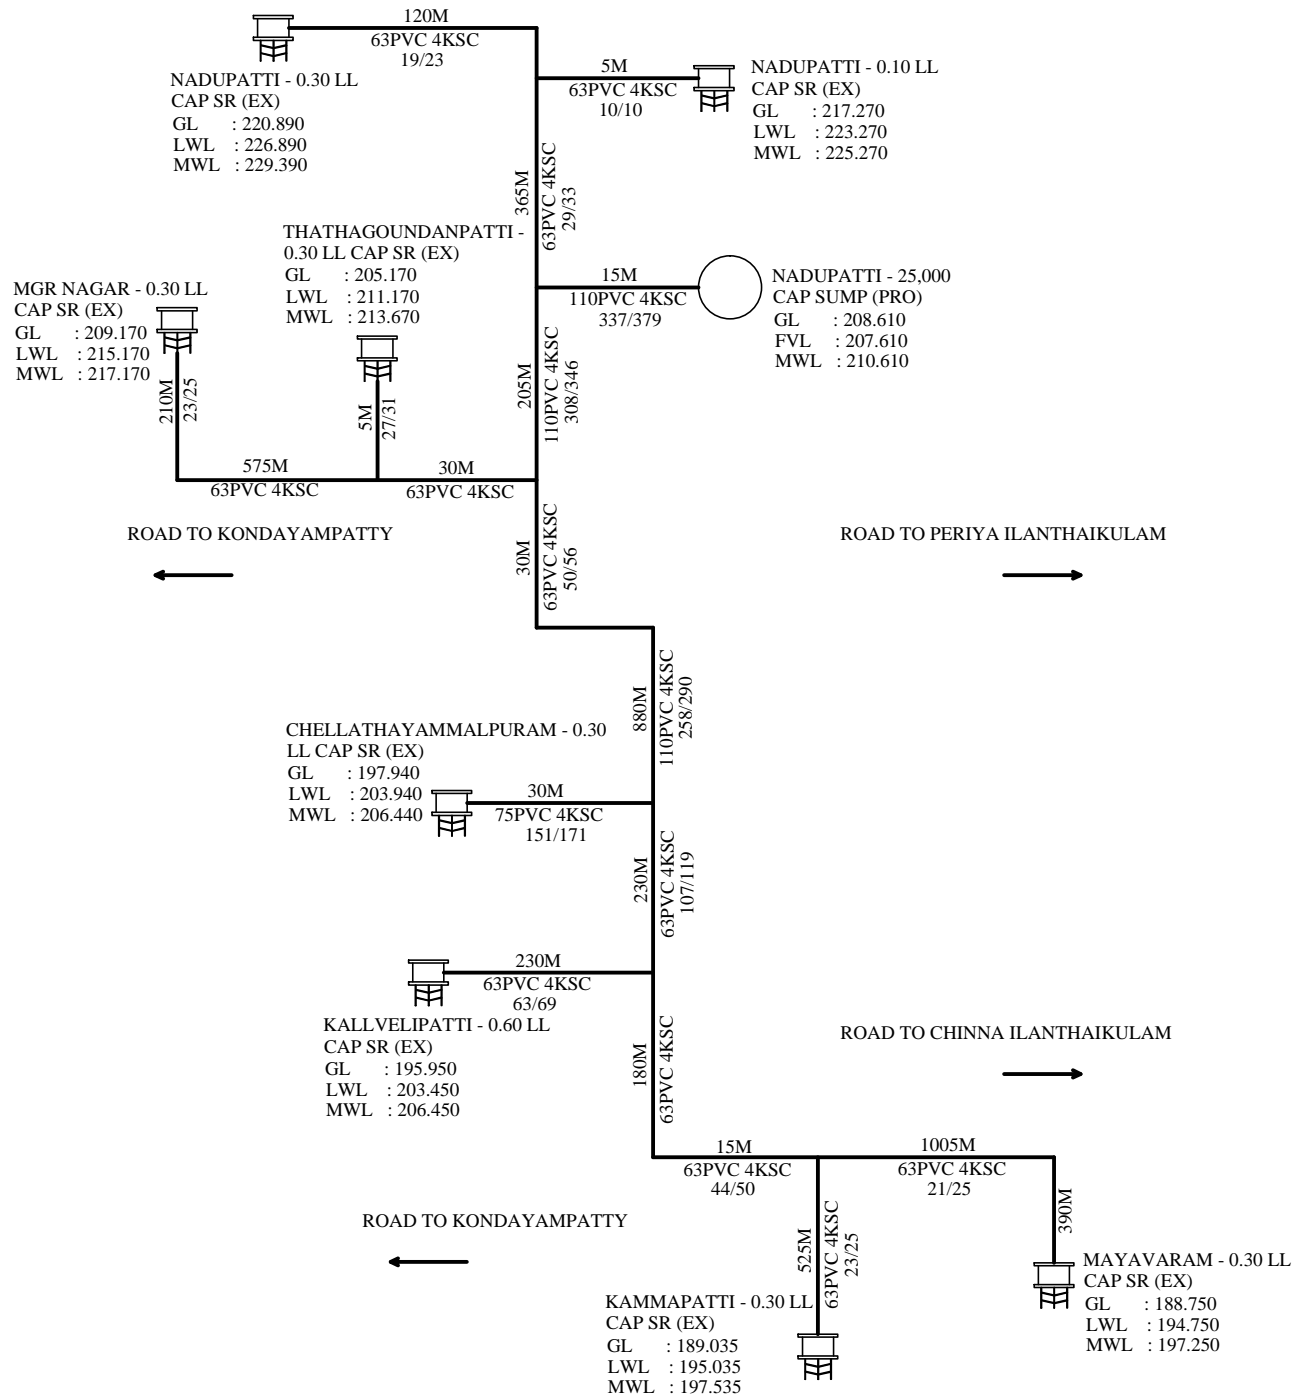 120M
63PVC 4KSC
19/23
NADUPATTI - 0.30 LL
CAP SR (EX)
GL : 220.890
LWL : 226.890
MWL : 229.390
5M
63PVC 4KSC
10/10
NADUPATTI - 0.10 LL
CAP SR (EX)
GL : 217.270
LWL : 223.270
MWL : 225.270
365M
63PVC 4KSC
29/33
THATHAGOUNDANPATTI -
0.30 LL CAP SR (EX)
GL : 205.170
LWL : 211.170
MWL : 213.670
15M
110PVC 4KSC
337/379
NADUPATTI - 25,000
CAP SUMP (PRO)
GL : 208.610
FVL : 207.610
MWL : 210.610
MGR NAGAR - 0.30 LL
CAP SR (EX)
GL : 209.170
LWL : 215.170
MWL : 217.170
210M
23/25
5M
27/31
205M
110PVC 4KSC
308/346
575M
63PVC 4KSC
30M
63PVC 4KSC
ROAD TO KONDAYAMPATTY
30M
63PVC 4KSC
50/56
ROAD TO PERIYA ILANTHAIKULAM
880M
110PVC 4KSC
258/290
CHELLATHAYAMMALPURAM - 0.30
LL CAP SR (EX)
GL : 197.940
LWL : 203.940
MWL : 206.440
30M
75PVC 4KSC
151/171
230M
63PVC 4KSC
107/119
230M
63PVC 4KSC
63/69
KALLVELIPATTI - 0.60 LL
CAP SR (EX)
GL : 195.950
LWL : 203.450
MWL : 206.450
180M
63PVC 4KSC
ROAD TO CHINNA ILANTHAIKULAM
15M
63PVC 4KSC
44/50
1005M
63PVC 4KSC
21/25
390M
ROAD TO KONDAYAMPATTY
525M
63PVC 4KSC
23/25
KAMMAPATTI - 0.30 LL
CAP SR (EX)
GL : 189.035
LWL : 195.035
MWL : 197.535
MAYAVARAM - 0.30 LL
CAP SR (EX)
GL : 188.750
LWL : 194.750
MWL : 197.250